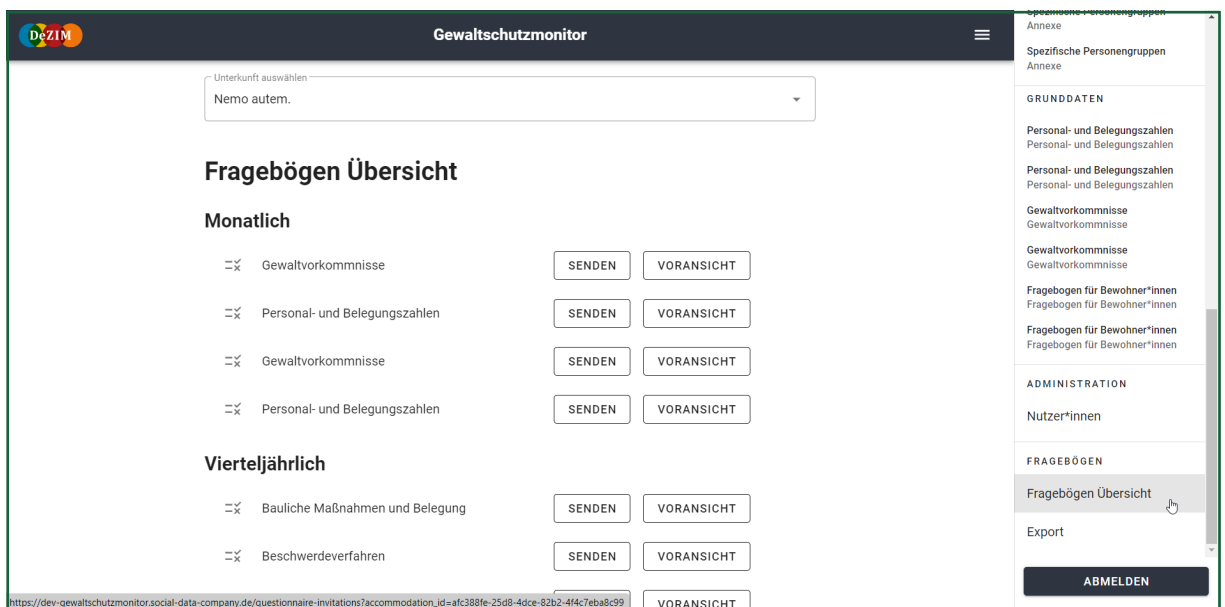 DeZIM
Gewaltschutzmonitor
Unterkunft auswählen
Nemo autem.
Fragebögen Übersicht
Monatlich
Gewaltvorkommnisse SENDEN VORANSICHT
Personal- und Belegungszahlen SENDEN VORANSICHT
Gewaltvorkommnisse SENDEN VORANSICHT
Personal- und Belegungszahlen SENDEN VORANSICHT
Vierteljährlich
Bauliche Maßnahmen und Belegung SENDEN VORANSICHT
Beschwerdeverfahren SENDEN VORANSICHT
VORANSICHT
https://dev-gewaltschutzmonitor.social-data-company.de/questionnaire-invitations?accommodation_id=afc388fe-25d8-4dce-82b2-4f4c7eba8c99
Spezifische Personengruppen
Annexe
Spezifische Personengruppen
Annexe
GRUNDDATEN
Personal- und Belegungszahlen
Personal- und Belegungszahlen
Personal- und Belegungszahlen
Personal- und Belegungszahlen
Gewaltvorkommnisse
Gewaltvorkommnisse
Gewaltvorkommnisse
Gewaltvorkommnisse
Fragebogen für Bewohner*innen
Fragebogen für Bewohner*innen
Fragebogen für Bewohner*innen
Fragebogen für Bewohner*innen
ADMINISTRATION
Nutzer*innen
FRAGEBÖGEN
Fragebögen Übersicht
Export
ABMELDEN